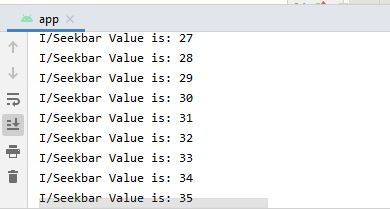 app
I/Seekbar Value is: 27
I/Seekbar Value is: 28
I/Seekbar Value is: 29
I/Seekbar Value is: 30
I/Seekbar Value is: 31
I/Seekbar Value is: 32
I/Seekbar Value is: 33
I/Seekbar Value is: 34
I/Seekbar Value is: 35